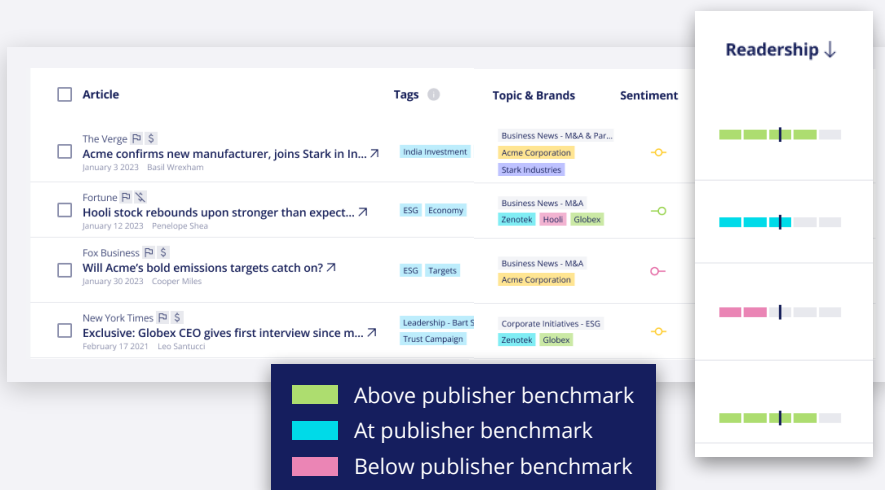 Article
Tags
Topic & Brands
Sentiment
Readership ↓
The Verge $
Acme confirms new manufacturer, joins Stark in In...
January 3 2023 Basil Wrexham
India Investment
Business News - M&A & Par...
Acme Corporation
Stark Industries
Fortune
Hooli stock rebounds upon stronger than expect...
January 12 2023 Penelope Shea
ESG Economy
Business News - M&A
Zenotek Hooli Globex
Fox Business $
Will Acme's bold emissions targets catch on?
January 30 2023 Cooper Miles
ESG Targets
Business News - M&A
Acme Corporation
New York Times $
Exclusive: Globex CEO gives first interview since m...
February 17 2021 Leo Santucci
Leadership - Bart S
Trust Campaign
Corporate Initiatives - ESG
Zenotek Globex
Above publisher benchmark
At publisher benchmark
Below publisher benchmark